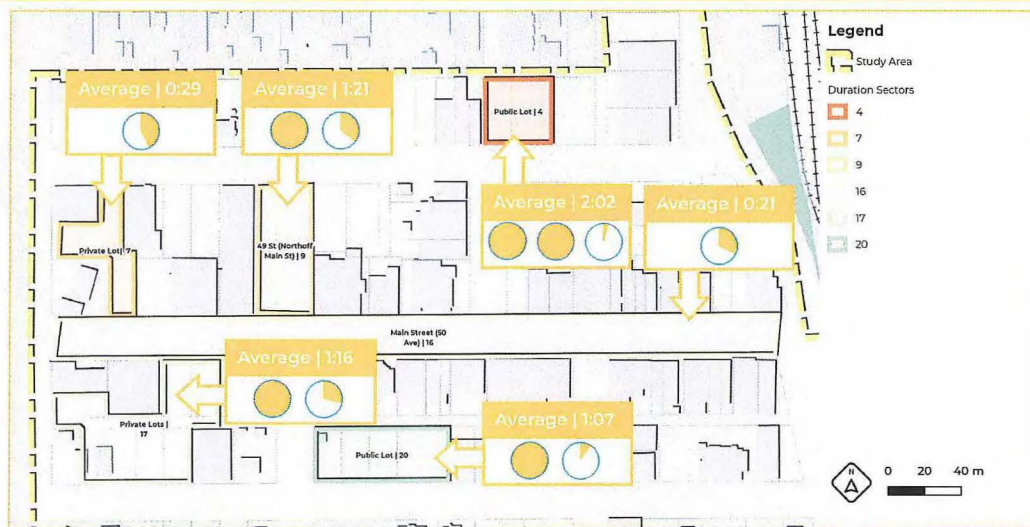 Average | 0:29
Average | 1:21
Public Lot | 4
Average | 2:02
Average | 0:21
Private Lot | 7
49 St (Northoff
Main St) | 9
Main Street (50
Ave) | 16
Average | 1:16
Private Lots |
17
Average | 1:07
Public Lot | 20
Legend
Study Area
Duration Sectors
4
7
9
16
17
20
N
0 20 40 m